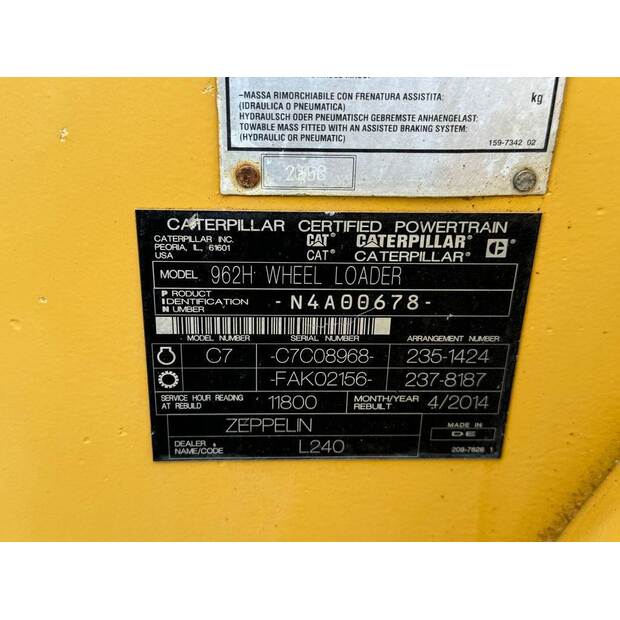 -MASSA RIMORCHIABILE CON FRENATURA ASSISTITA:
kg
(IDRAULICA O PNEUMATICA)
HYDRAULSCH ODER PNEUMATISCH GEBREMSTE ANHAENGELAST:
TOWABLE MASS FITTED WITH AN ASSISTED BRAKING SYSTEM:
(HYDRAULIC OR PNEUMATIC)
159-7342 02
CATERPILLAR CERTIFIED POWERTRAIN
CATERPILLAR INC.
PEORIA, IL, 61601
USA
CAT® CATERPILLAR®
CAT® CATERPILLAR®
C®
MODEL 962H WHEEL LOADER
PRODUCT
IDENTIFICATION
NUMBER
-N4A00678-
MODEL NUMBER SERIAL NUMBER ARRANGEMENT NUMBER
C7 -C7C08968- 235-1424
-FAK02156- 237-8187
SERVICE HOUR READING
AT REBUILD
11800
MONTH/YEAR
REBUILT
4/2014
ZEPPELIN
DEALER
NAME/CODE
L240
MADE IN
DE
209-7828 1